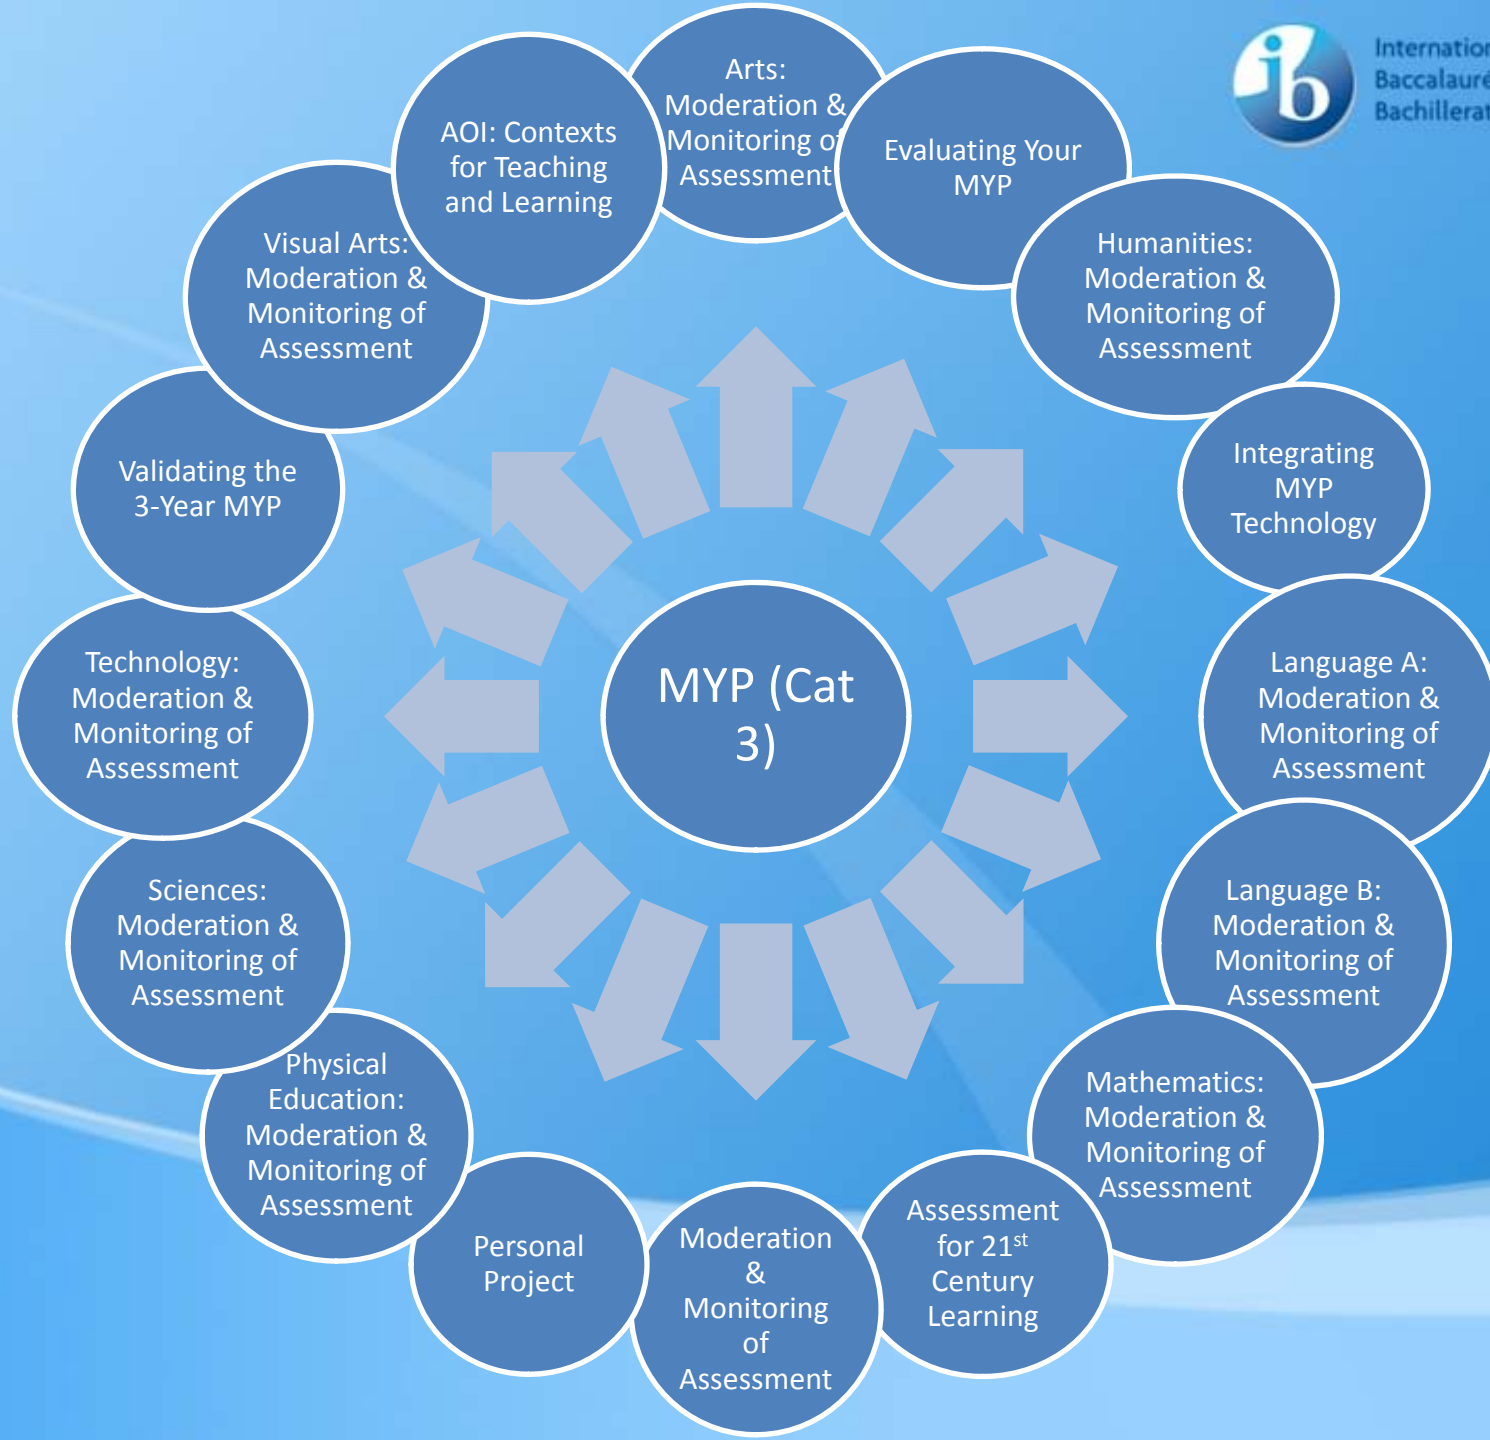 Arts:
Moderation &
Monitoring of
Assessment
Evaluating Your
MYP
Humanities:
Moderation &
Monitoring of
Assessment
Integrating
MYP
Technology
Language A:
Moderation &
Monitoring of
Assessment
Language B:
Moderation &
Monitoring of
Assessment
Mathematics:
Moderation &
Monitoring of
Assessment
Assessment
for 21st
Century
Learning
Moderation
&
Monitoring
of
Assessment
Personal
Project
Physical
Education:
Moderation &
Monitoring of
Assessment
Sciences:
Moderation &
Monitoring of
Assessment
Technology:
Moderation &
Monitoring of
Assessment
Validating the
3-Year MYP
Visual Arts:
Moderation &
Monitoring of
Assessment
AOI: Contexts
for Teaching
and Learning
MYP (Cat
3)
ib
Internation
Baccalauré
Bachillerat